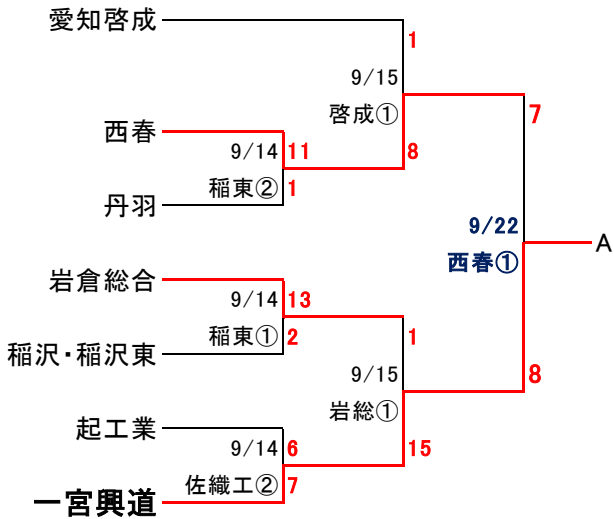 愛知啓成
1
9/15
啓成①
7
西春
9/14
11
8
稲東②
1
丹羽
9/22
西春①
A
岩倉総合
9/14
13
稲東①
2
1
稲沢・稲沢東
9/15
8
岩総①
起工業
9/14
6
15
佐織工②
7
一宮興道